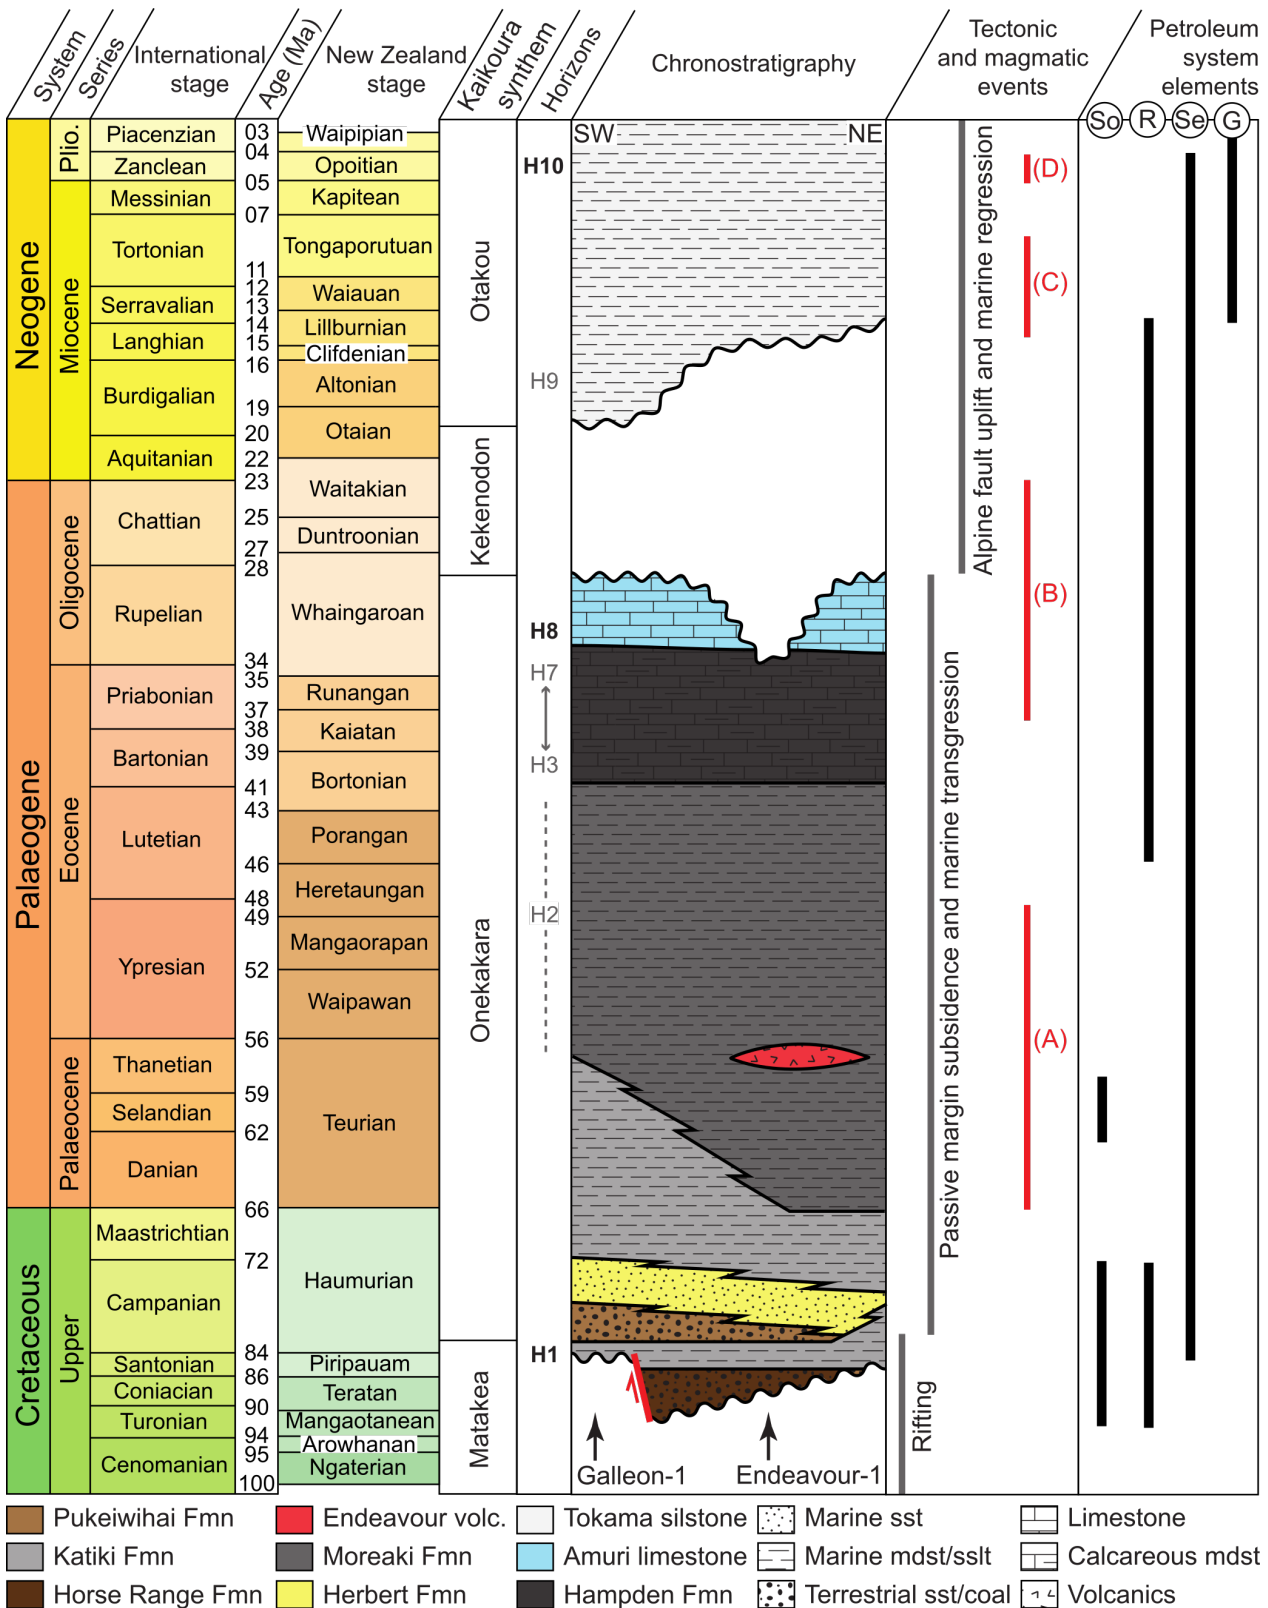 System
Series
International
stage
Age (Ma)
New Zealand
stage
Kaikoura
synthem
Horizons
Chronostratigraphy
Tectonic
and magmatic
events
Petroleum
system
elements
So
R
Se
G
Neogene
Palaeogene
Cretaceous
Plio.
Miocene
Oligocene
Eocene
Palaeocene
Upper
Piacenzian
Zanclean
Messinian
Tortonian
Serravalian
Langhian
Burdigalian
Aquitanian
Chattian
Rupelian
Priabonian
Bartonian
Lutetian
Ypresian
Thanetian
Selandian
Danian
Maastrichtian
Campanian
Santonian
Coniacian
Turonian
Cenomanian
03
04
05
07
11
12
13
14
15
16
19
20
22
23
25
27
28
34
35
37
38
39
41
43
46
48
49
52
56
59
62
66
72
84
86
90
94
95
100
Waipipian
Opoitian
Kapitean
Tongaporutuan
Waiauan
Lillburnian
Clifdenian
Altonian
Otaian
Waitakian
Duntroonian
Whaingaroan
Runangan
Kaiatan
Bortonian
Porangan
Heretaungan
Mangaorapan
Waipawan
Teurian
Haumurian
Piripauam
Teratan
Mangaotanean
Arowhanan
Ngaterian
Otakou
Kekenodon
Onekakara
Matakea
H10
H9
H8
H7
H3
H2
H1
SW
NE
Galleon-1
Endeavour-1
Alpine fault uplift and marine regression
Passive margin subsidence and marine transgression
Rifting
(D)
(C)
(B)
(A)
Pukeiwihai Fmn
Endeavour volc.
Tokama silstone
Marine sst
Limestone
Katiki Fmn
Moreaki Fmn
Amuri limestone
Marine mdst/sslt
Calcareous mdst
Horse Range Fmn
Herbert Fmn
Hampden Fmn
Terrestrial sst/coal
Volcanics